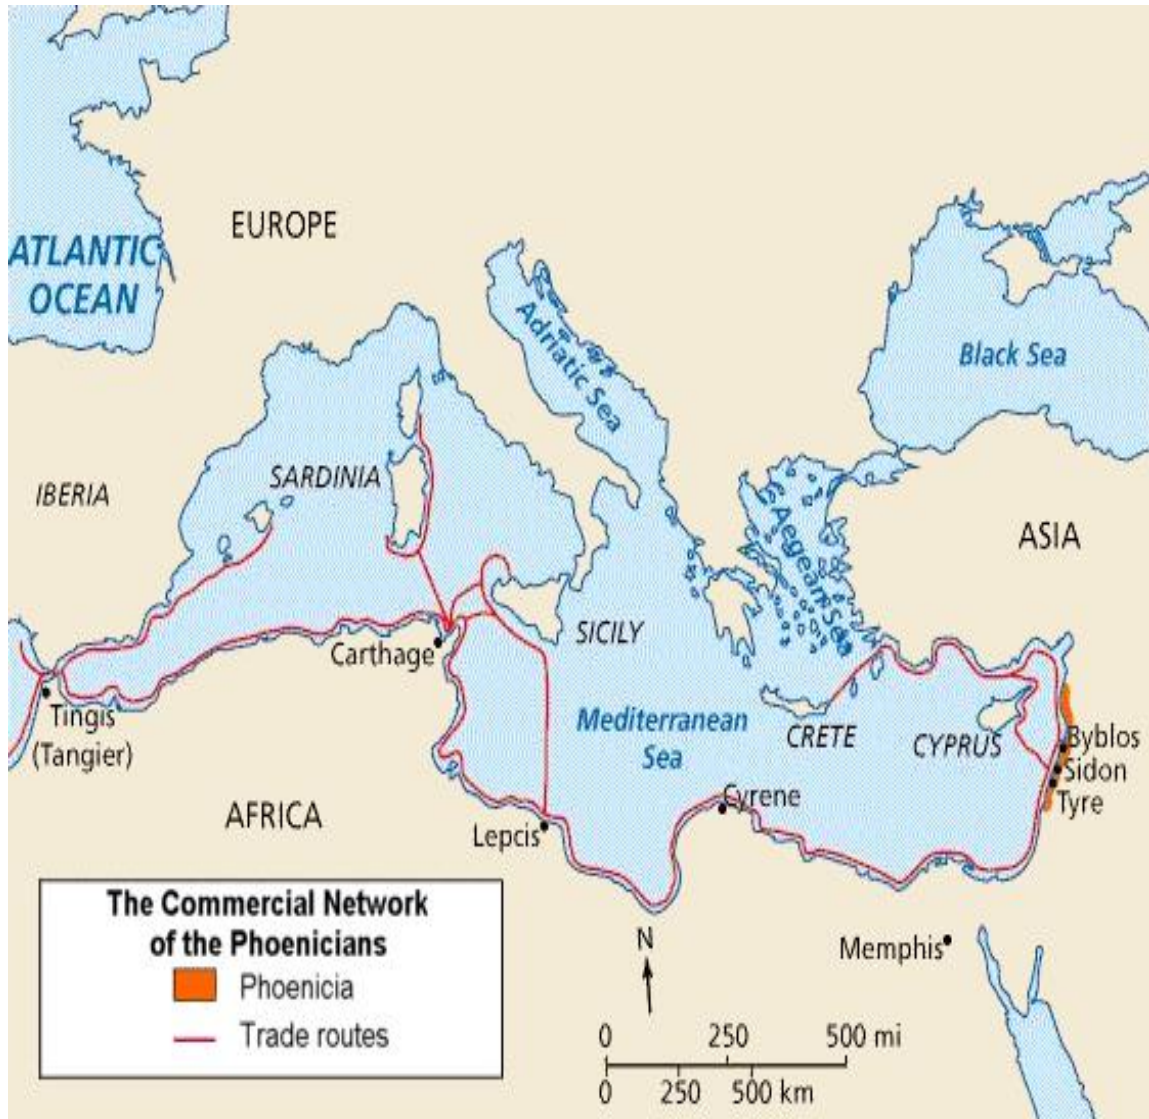 EUROPE
ATLANTIC
OCEAN
Adriatic Sea
Black Sea
SARDINIA
IBERIA
Aegean Sea
ASIA
SICILY
Carthage
Tingis
(Tangier)
Mediterranean
Sea
CRETE
CYPRUS
Byblos
Sidon
Tyre
Cyrene
AFRICA
Lepcis
The Commercial Network
of the Phoenicians
Phoenicia
Trade routes
N
Memphis
0 250 500 mi
0 250 500 km